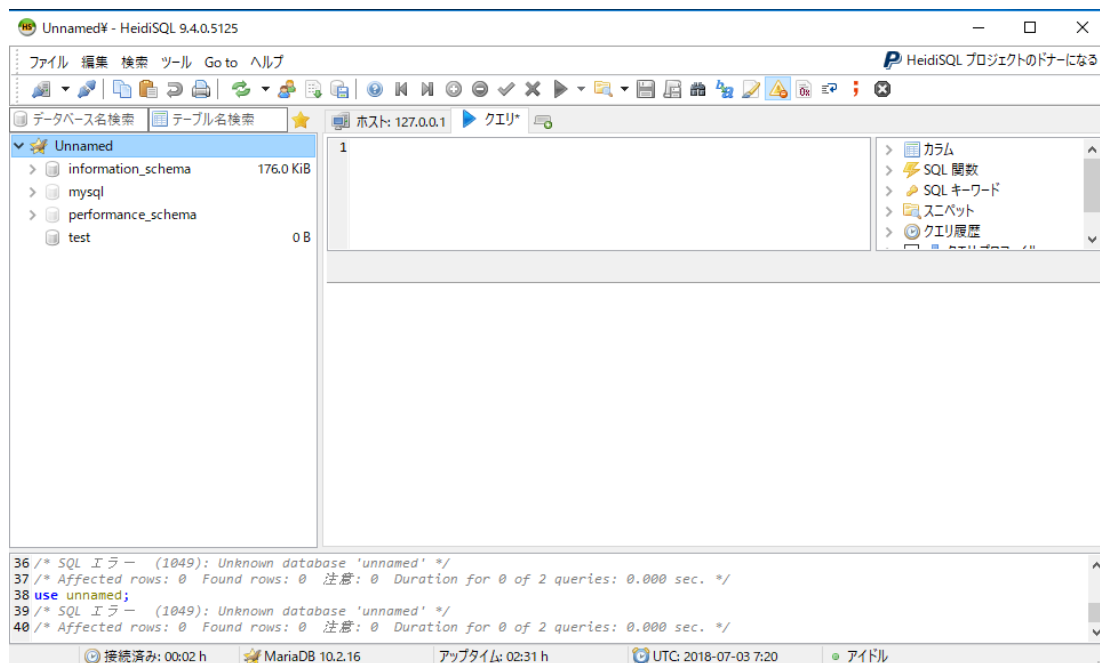 Unnamed¥ - HeidiSQL 9.4.0.5125
ファイル 編集 検索 ツール Go to ヘルプ
HeidiSQL プロジェクトのドナーになる
データベース名検索 テーブル名検索
ホスト: 127.0.0.1 クエリ*
Unnamed
information_schema 176.0 KiB
mysql
performance_schema
test 0 B
1
カラム
SQL 関数
SQL キーワード
スニペット
クエリ履歴
36 /* SQL エラー (1049): Unknown database 'unnamed' */
37 /* Affected rows: 0 Found rows: 0 注意: 0 Duration for 0 of 2 queries: 0.000 sec. */
38 use unnamed;
39 /* SQL エラー (1049): Unknown database 'unnamed' */
40 /* Affected rows: 0 Found rows: 0 注意: 0 Duration for 0 of 2 queries: 0.000 sec. */
接続済み: 00:02 h MariaDB 10.2.16 アップタイム: 02:31 h UTC: 2018-07-03 7:20 アイドル